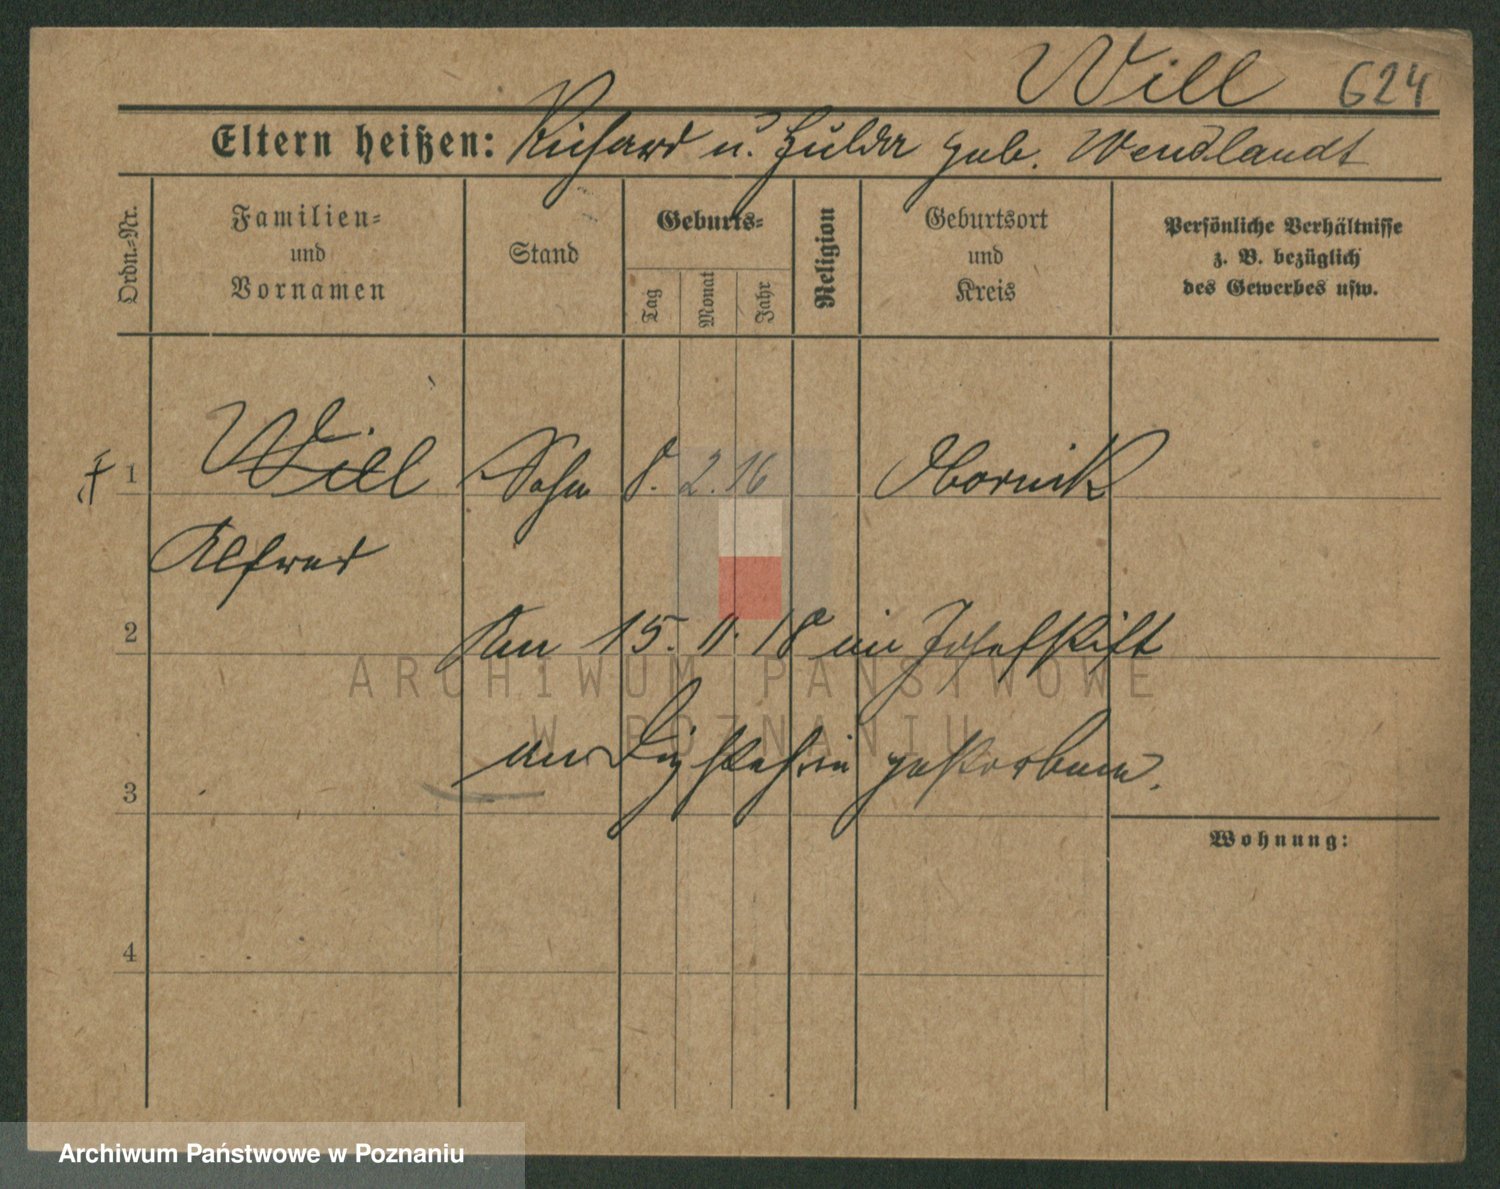 Will 624
Eltern heißen: Richard u. Hulda geb. Wendlandt
Ordn.-Nr.
Familien-
und
Vornamen
Stand
Geburts-
Tag
Monat
Jahr
Religion
Geburtsort
und
Kreis
Persönliche Verhältnisse
z. B. bezüglich
des Gewerbes usw.
1 Will Sohn 8. 2. 16 Obornik
Alfred
2 Am 15. 11. 18 im Josefstift
an Diphtherie gestorben.
3
Wohnung:
4
ARCHIWUM PAŃSTWOWE
W POZNANIU
Archiwum Państwowe w Poznaniu